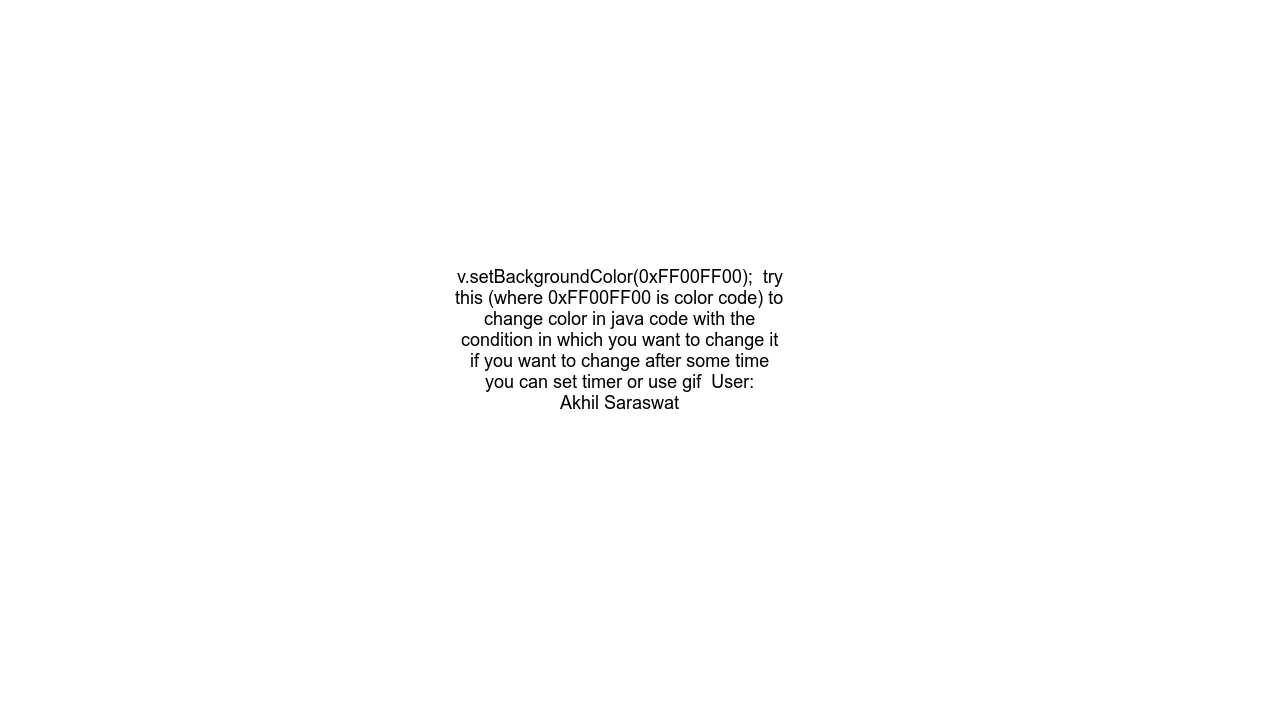 v.setBackgroundColor(0xFF00FF00);  try
this (where 0xFF00FF00 is color code) to
change color in java code with the
condition in which you want to change it
if you want to change after some time
you can set timer or use gif  User:
Akhil Saraswat